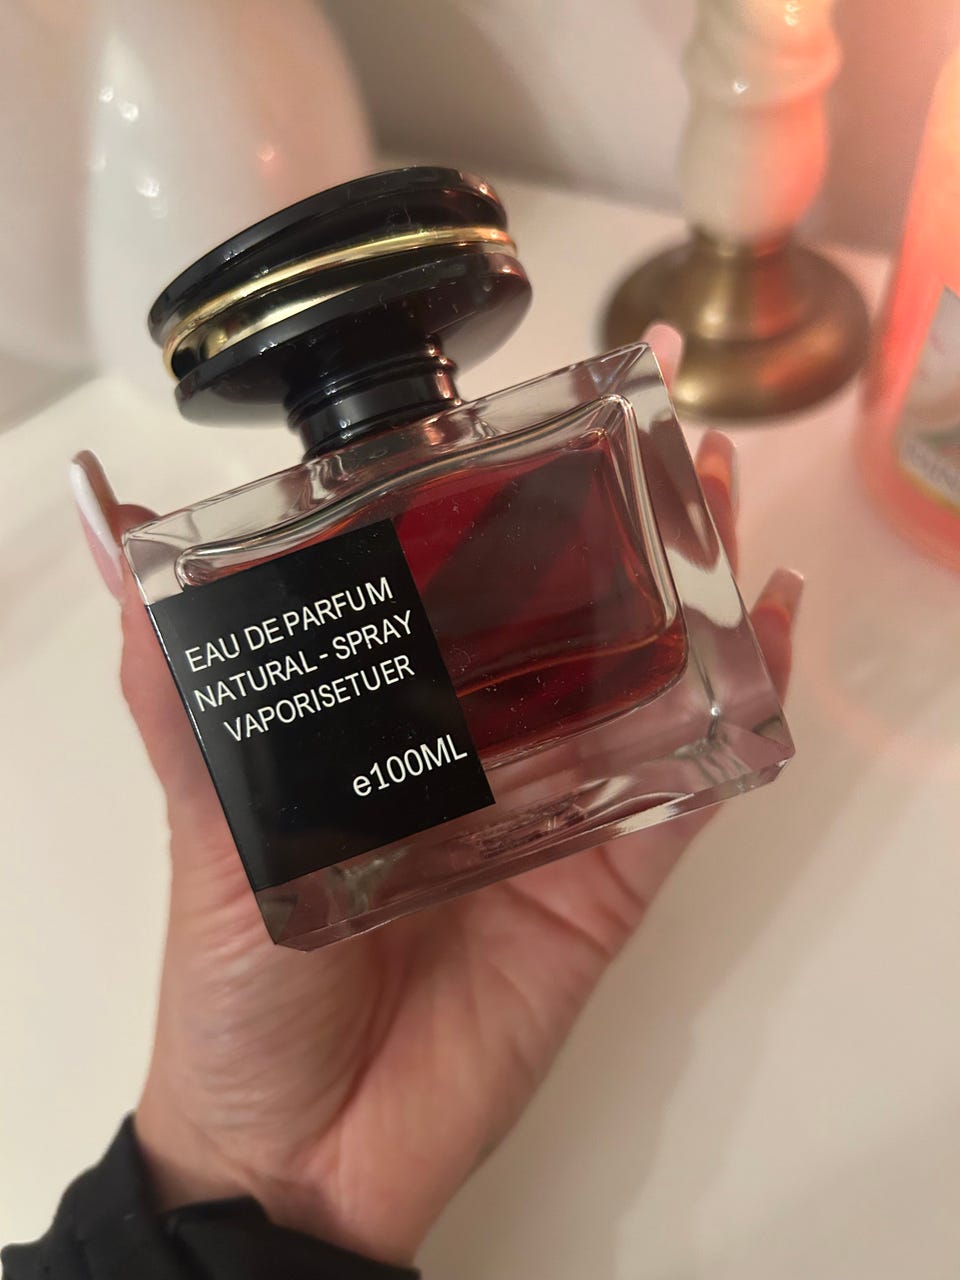 EAU DE PARFUM
NATURAL - SPRAY
VAPORISETUER
e100ML